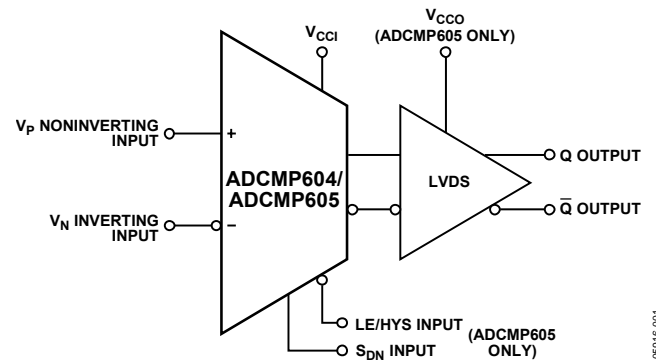 VCCI
VCCO
(ADCMP605 ONLY)
VP NONINVERTING
INPUT
+
ADCMP604/
ADCMP605
LVDS
Q OUTPUT
VN INVERTING
INPUT
–
Q̅ OUTPUT
LE/HYS INPUT
(ADCMP605
ONLY)
SDN INPUT
05916-001